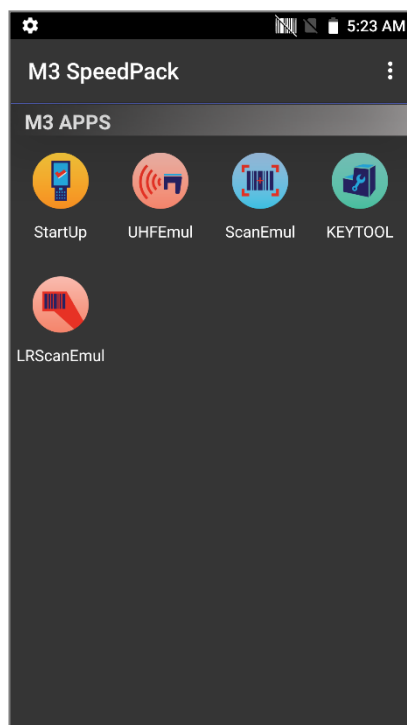 5:23 AM
M3 SpeedPack
M3 APPS
StartUp UHFEmul ScanEmul KEYTOOL
LRScanEmul